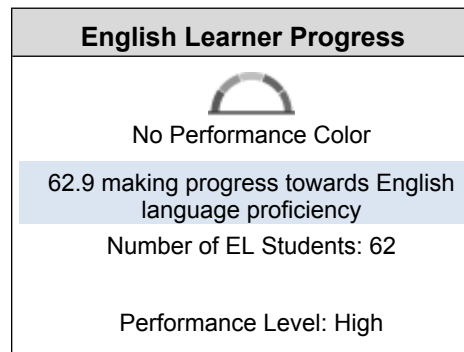 English Learner Progress
No Performance Color
62.9 making progress towards English
language proficiency
Number of EL Students: 62
Performance Level: High